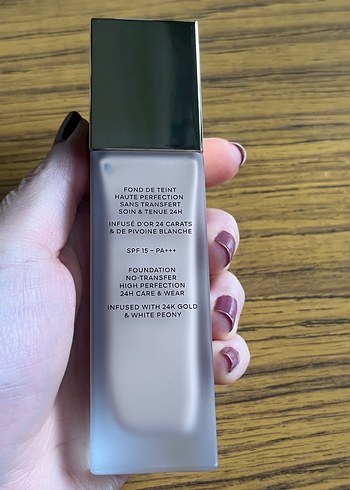 FOND DE TEINT
HAUTE PERFECTION
SANS TRANSFERT
SOIN & TENUE 24H
INFUSÉ D'OR 24 CARATS
& DE PIVOINE BLANCHE
SPF 15 – PA+++
FOUNDATION
NO-TRANSFER
HIGH PERFECTION
24H CARE & WEAR
INFUSED WITH 24K GOLD
& WHITE PEONY